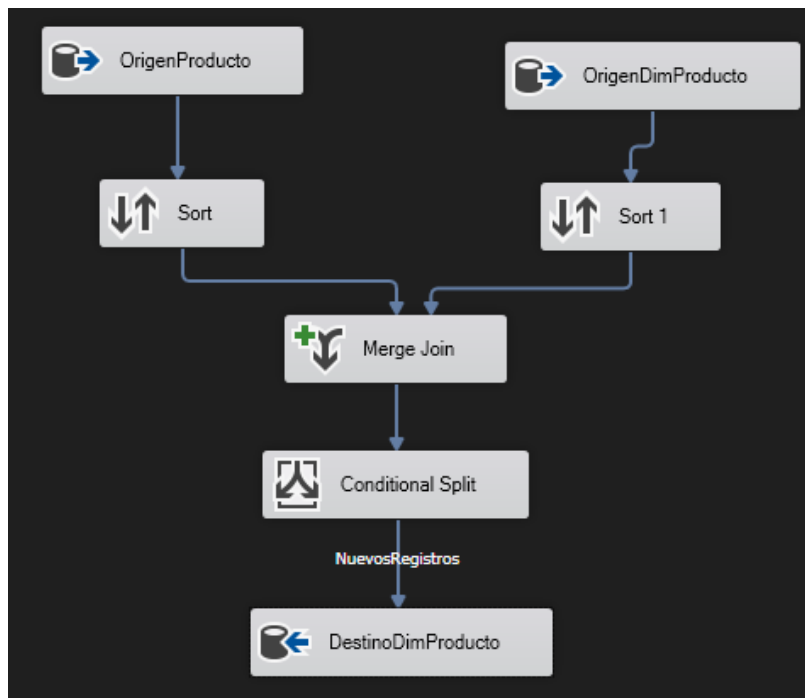 OrigenProducto
OrigenDimProducto
Sort
Sort 1
Merge Join
Conditional Split
NuevosRegistros
DestinoDimProducto